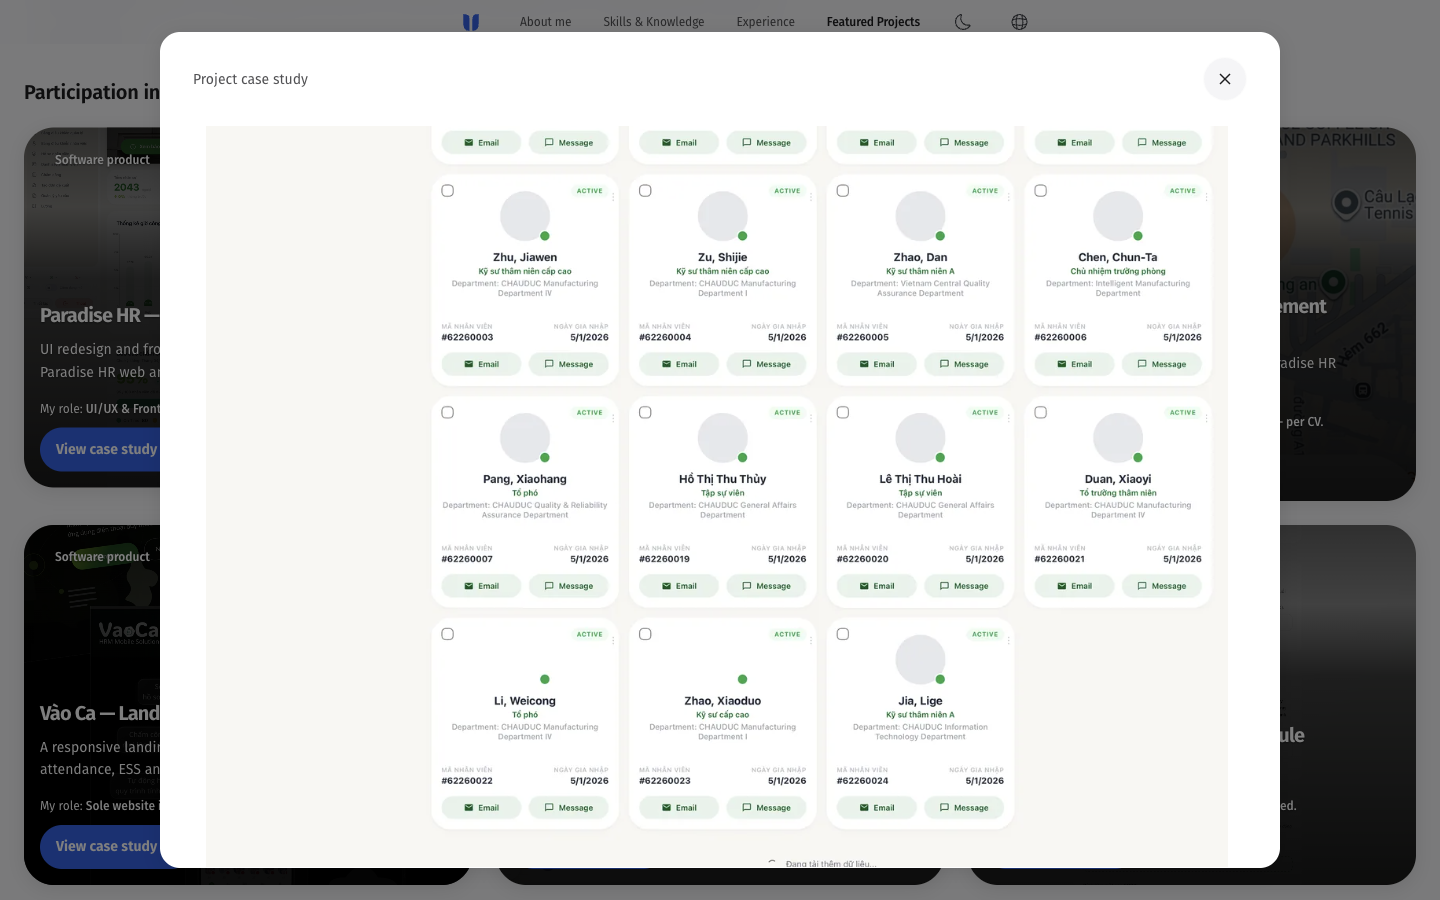 About me
Skills & Knowledge
Experience
Featured Projects
Project case study
Participation in
Software product
2043
Paradise HR —
UI redesign and fro
Paradise HR web ar
My role: UI/UX & Front
View case study
Software product
Vào Ca — Land
A responsive landin
attendance, ESS an
My role: Sole website i
View case study
AND PARKHILLS
Câu Lạ
Tennis
ement
adise HR
- per CV.
ule
ed.
Email Message Email Message Email Message Email Message
ACTIVE
Zhu, Jiawen
Kỹ sư thâm niên cấp cao
Department: CHAUDUC Manufacturing
Department IV
MÃ NHÂN VIÊN NGÀY GIA NHẬP
#62260003 5/1/2026
Email Message
ACTIVE
Zu, Shijie
Kỹ sư thâm niên cấp cao
Department: CHAUDUC Manufacturing
Department I
MÃ NHÂN VIÊN NGÀY GIA NHẬP
#62260004 5/1/2026
Email Message
ACTIVE
Zhao, Dan
Kỹ sư thâm niên A
Department: Vietnam Central Quality
Assurance Department
MÃ NHÂN VIÊN NGÀY GIA NHẬP
#62260005 5/1/2026
Email Message
ACTIVE
Chen, Chun-Ta
Chủ nhiệm trưởng phòng
Department: Intelligent Manufacturing
Department
MÃ NHÂN VIÊN NGÀY GIA NHẬP
#62260006 5/1/2026
Email Message
ACTIVE
Pang, Xiaohang
Tổ phó
Department: CHAUDUC Quality & Reliability
Assurance Department
MÃ NHÂN VIÊN NGÀY GIA NHẬP
#62260007 5/1/2026
Email Message
ACTIVE
Hồ Thị Thu Thủy
Tập sự viên
Department: CHAUDUC General Affairs
Department
MÃ NHÂN VIÊN NGÀY GIA NHẬP
#62260019 5/1/2026
Email Message
ACTIVE
Lê Thị Thu Hoài
Tập sự viên
Department: CHAUDUC General Affairs
Department
MÃ NHÂN VIÊN NGÀY GIA NHẬP
#62260020 5/1/2026
Email Message
ACTIVE
Duan, Xiaoyi
Tổ trưởng thâm niên
Department: CHAUDUC Manufacturing
Department IV
MÃ NHÂN VIÊN NGÀY GIA NHẬP
#62260021 5/1/2026
Email Message
ACTIVE
Li, Weicong
Tổ phó
Department: CHAUDUC Manufacturing
Department IV
MÃ NHÂN VIÊN NGÀY GIA NHẬP
#62260022 5/1/2026
Email Message
ACTIVE
Zhao, Xiaoduo
Kỹ sư cấp cao
Department: CHAUDUC Manufacturing
Department I
MÃ NHÂN VIÊN NGÀY GIA NHẬP
#62260023 5/1/2026
Email Message
ACTIVE
Jia, Lige
Kỹ sư thâm niên A
Department: CHAUDUC Information
Technology Department
MÃ NHÂN VIÊN NGÀY GIA NHẬP
#62260024 5/1/2026
Email Message
Đang tải thêm dữ liệu...